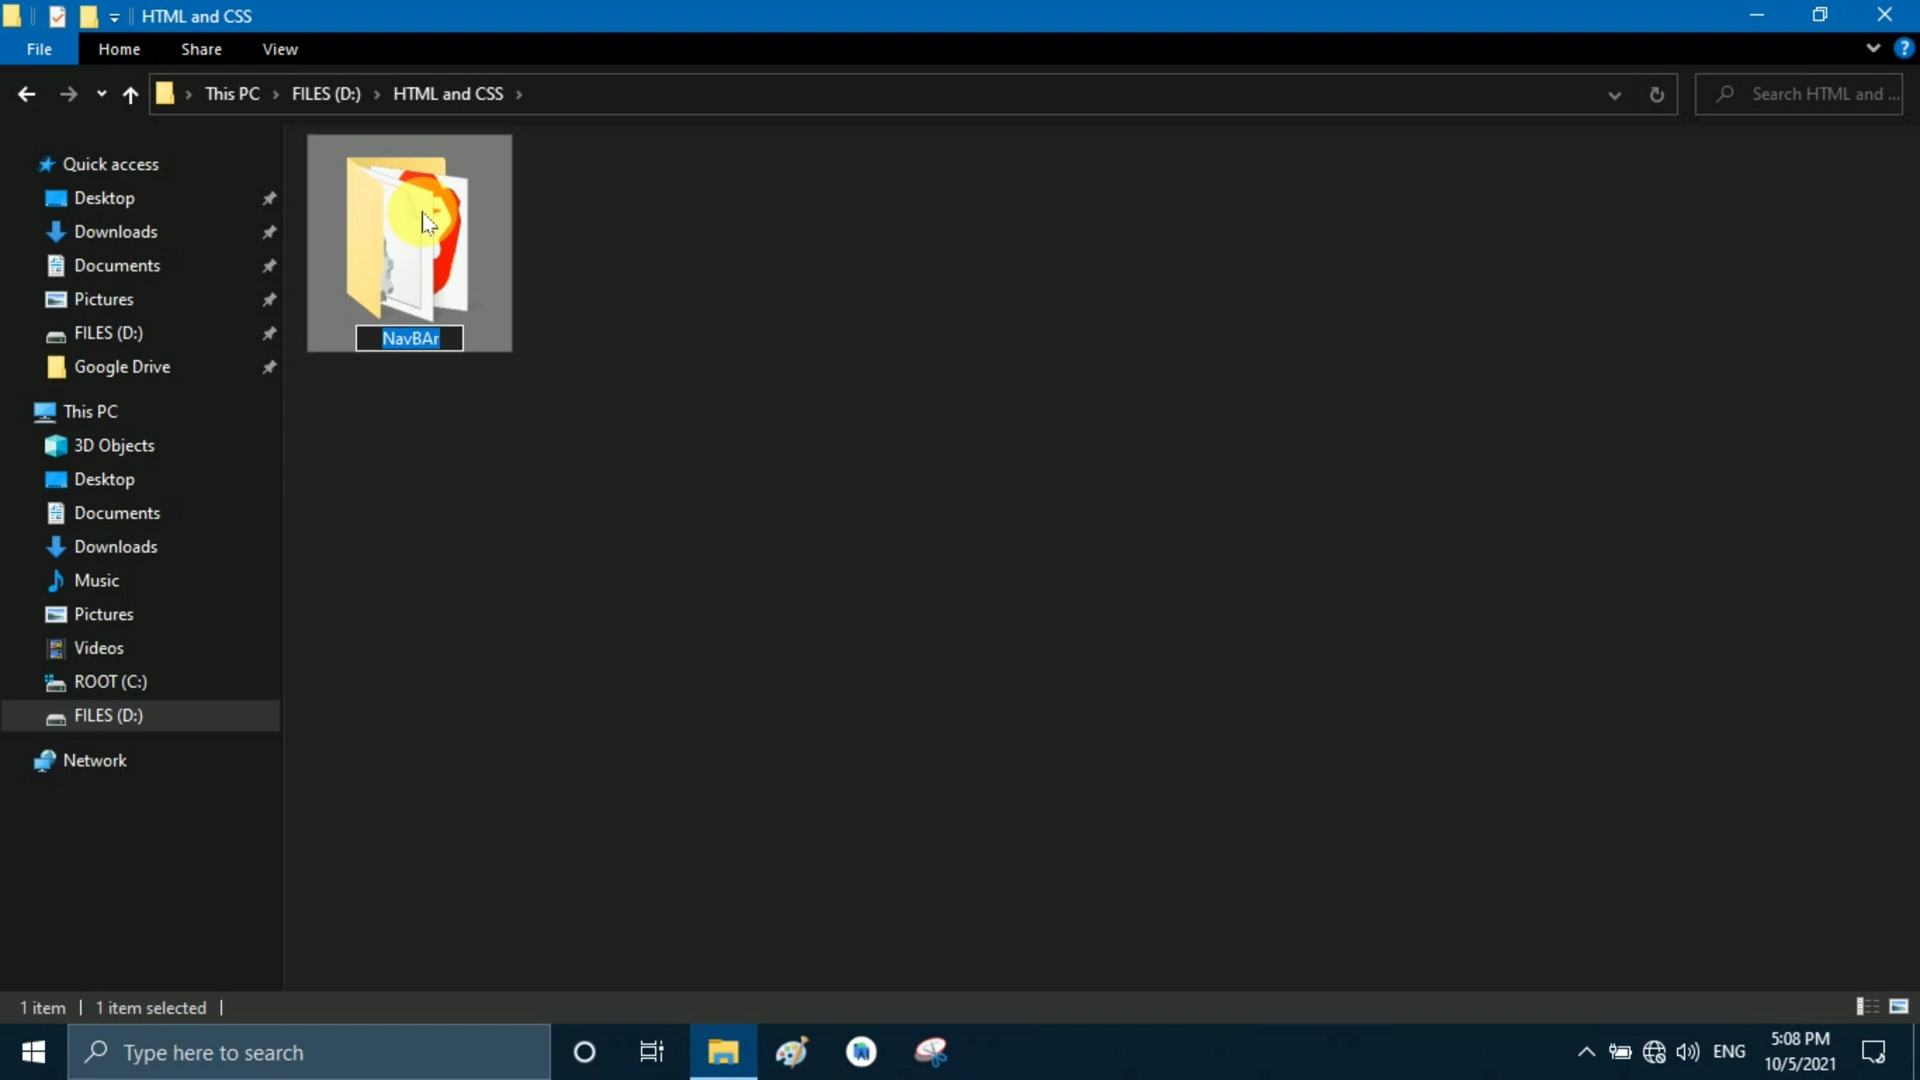 HTML and CSS
File Home Share View
This PC FILES (D:) HTML and CSS
Search HTML and ...
Quick access
Desktop
Downloads
Documents
Pictures
FILES (D:)
Google Drive
This PC
3D Objects
Desktop
Documents
Downloads
Music
Pictures
Videos
ROOT (C:)
FILES (D:)
Network
NavBAr
1 item 1 item selected
Type here to search
ENG
5:08 PM
10/5/2021